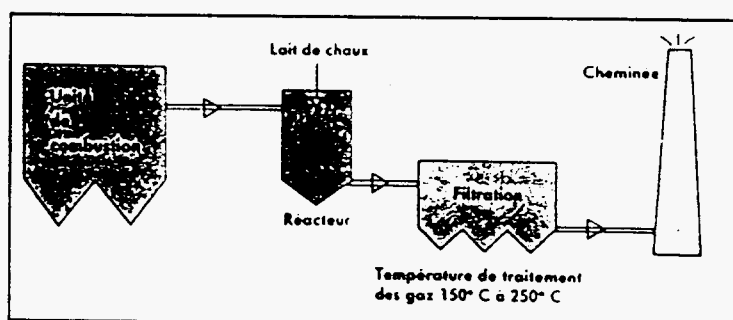 Lait de chaux
Cheminée
Unité
de
combustion
Réacteur
Filtration
Température de traitement
des gaz 150° C à 250° C